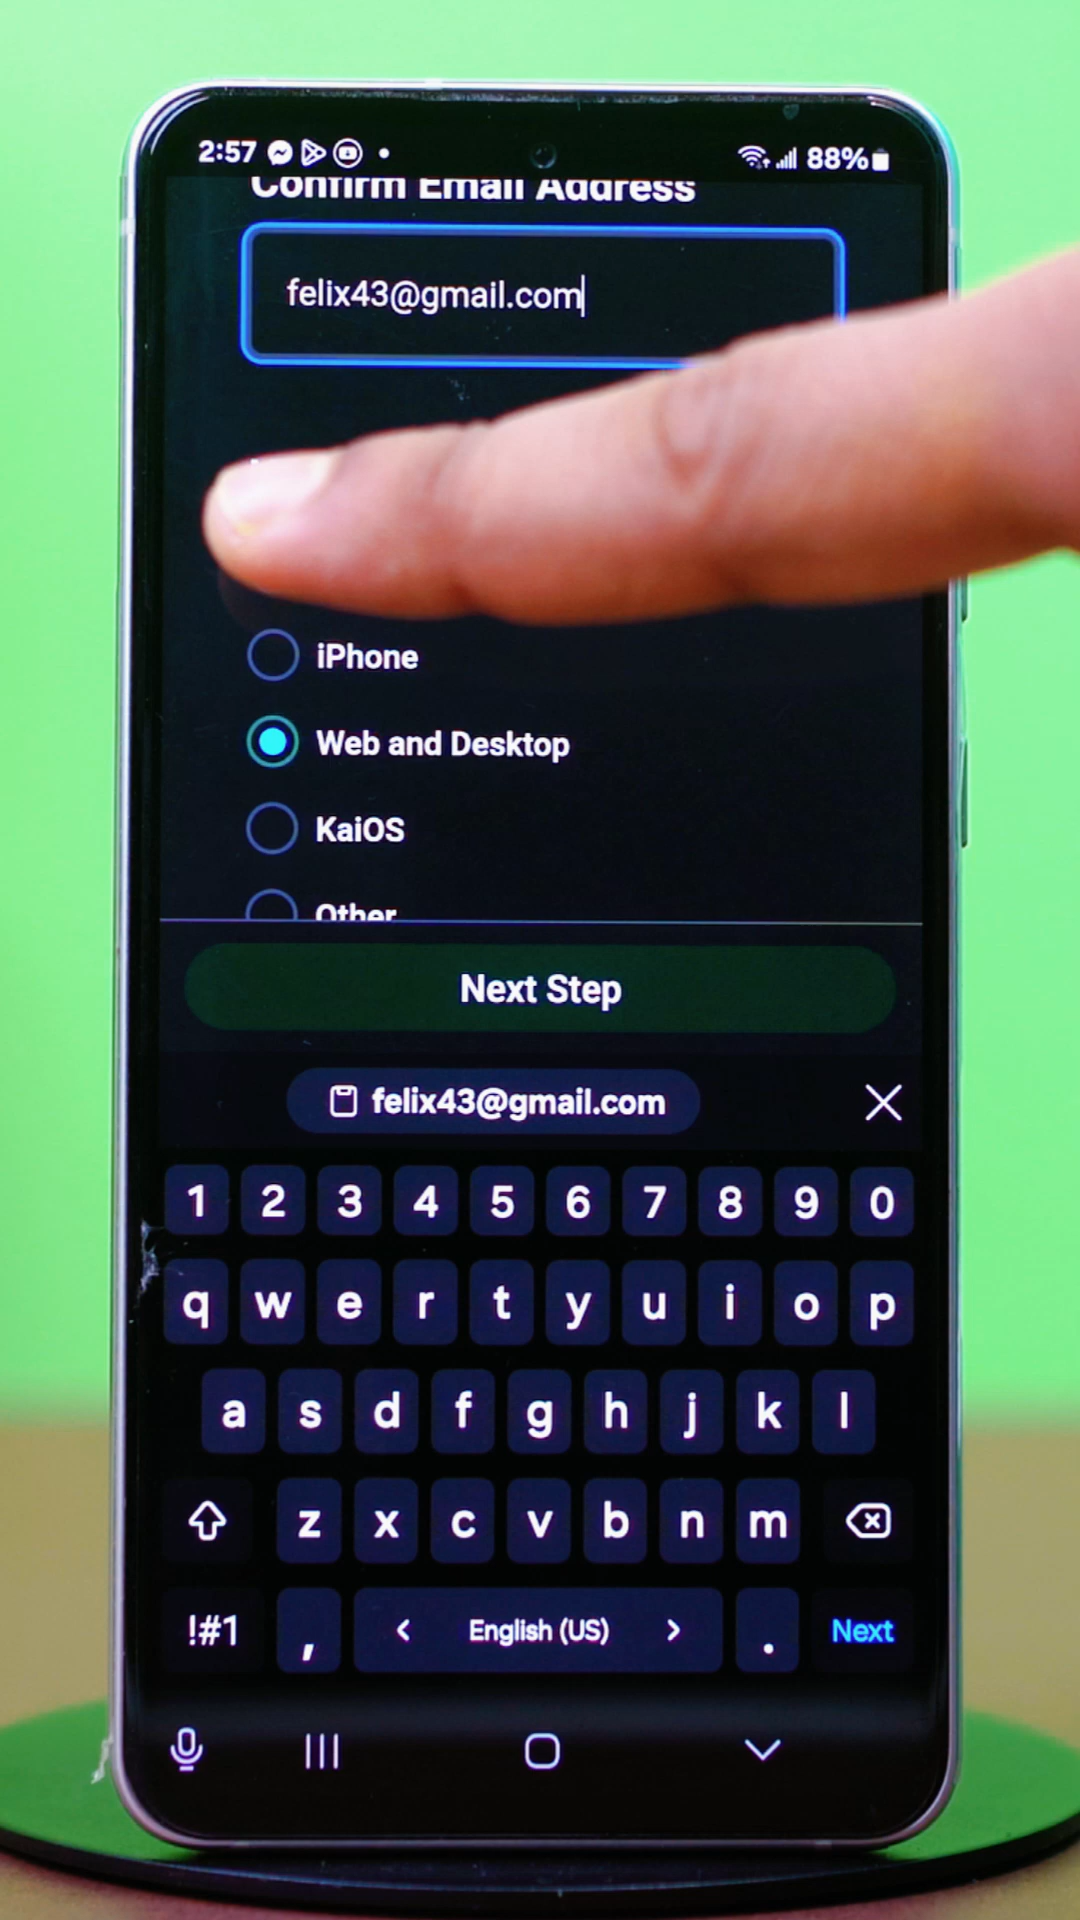 2:57 88%
Confirm Email Address
felix43@gmail.com
iPhone
Web and Desktop
KaiOS
Other
Next Step
felix43@gmail.com
1 2 3 4 5 6 7 8 9 0
q w e r t y u i o p
a s d f g h j k l
z x c v b n m
!#1 , < English (US) > . Next